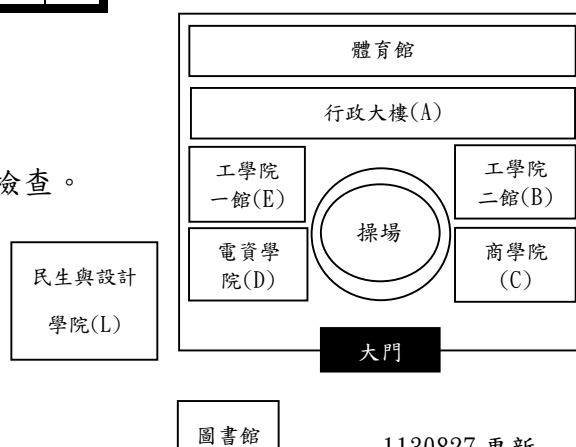 體育館
行政大樓(A)
檢查。
工學院
一館(E)
工學院
二館(B)
操場
電資學
院(D)
商學院
(C)
民生與設計
學院(L)
大門
圖書館
1130827 更新